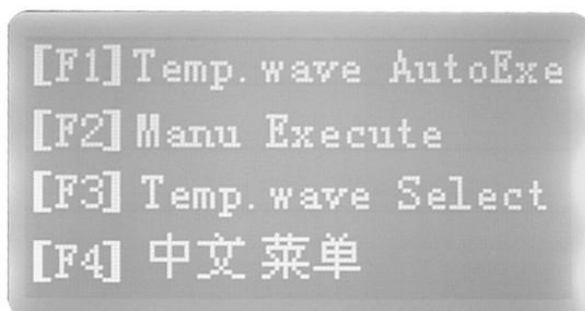 [F1] Temp. wave AutoExe
[F2] Manu Execute
[F3] Temp. wave Select
[F4] 中文 菜单